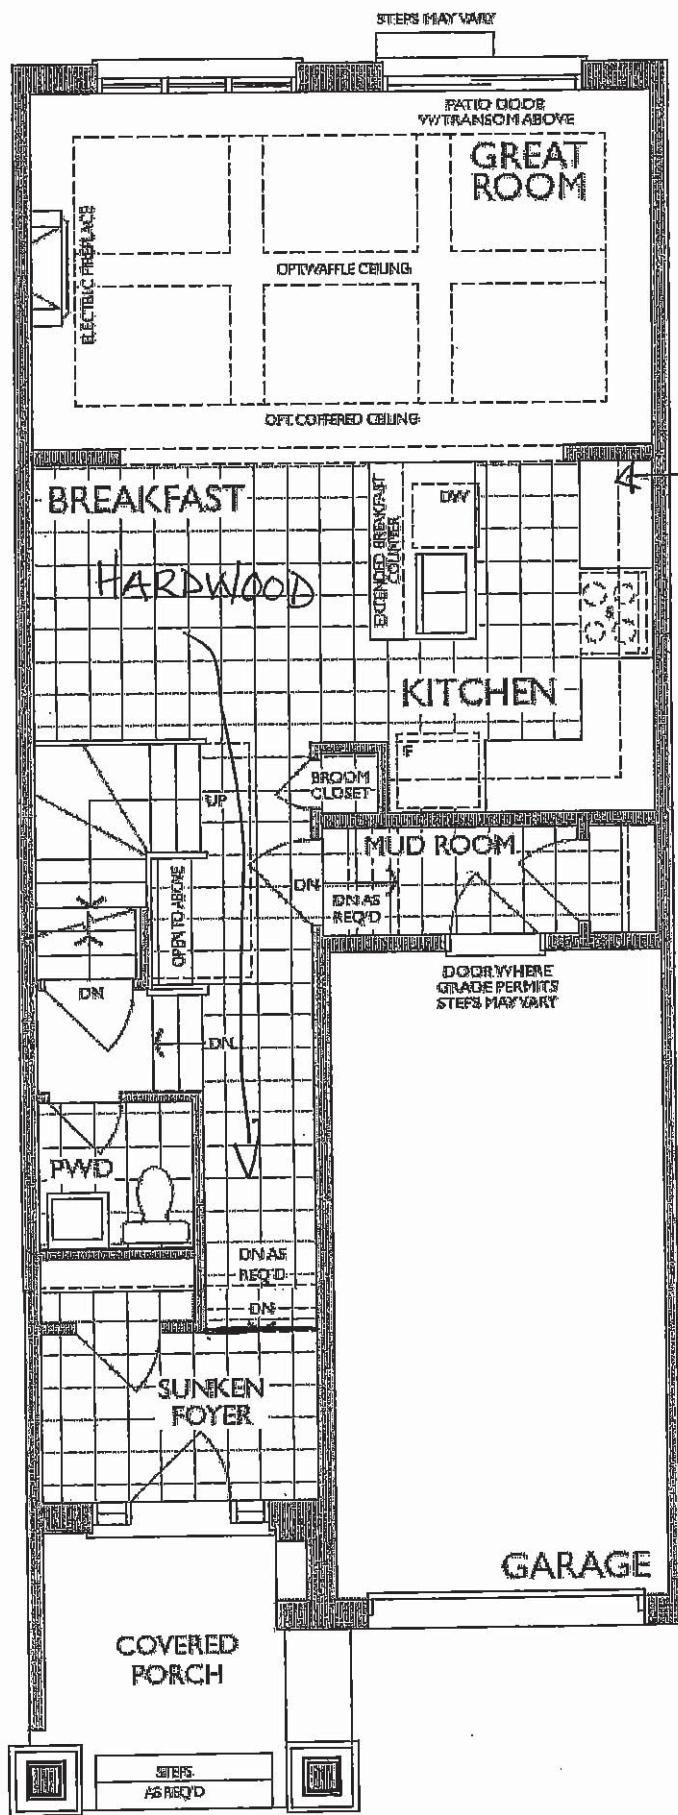 STEPS MAY VARY
PATIO DOOR
W/TRANSOM ABOVE
GREAT
ROOM
ELECTRIC FIREPLACE
OPT.WAFFLE CEILING
OPT. COFFERED CEILING
BREAKFAST
HARDWOOD
EXTENDED BREAKFAST
COUNTER
DW
KITCHEN
F
BROOM
CLOSET
UP
MUD ROOM
DN
DN AS
REQ'D
OPEN TO ABOVE
DN
DOOR WHERE
GRADE PERMITS
STEPS MAY VARY
DN
PWD
DN AS
REQ'D
DN
SUNKEN
FOYER
GARAGE
COVERED
PORCH
STEPS
AS REQ'D